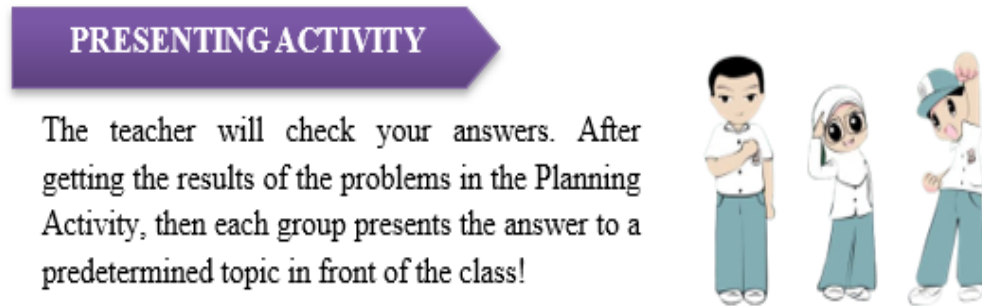 PRESENTING ACTIVITY
The teacher will check your answers. After
getting the results of the problems in the Planning
Activity, then each group presents the answer to a
predetermined topic in front of the class!